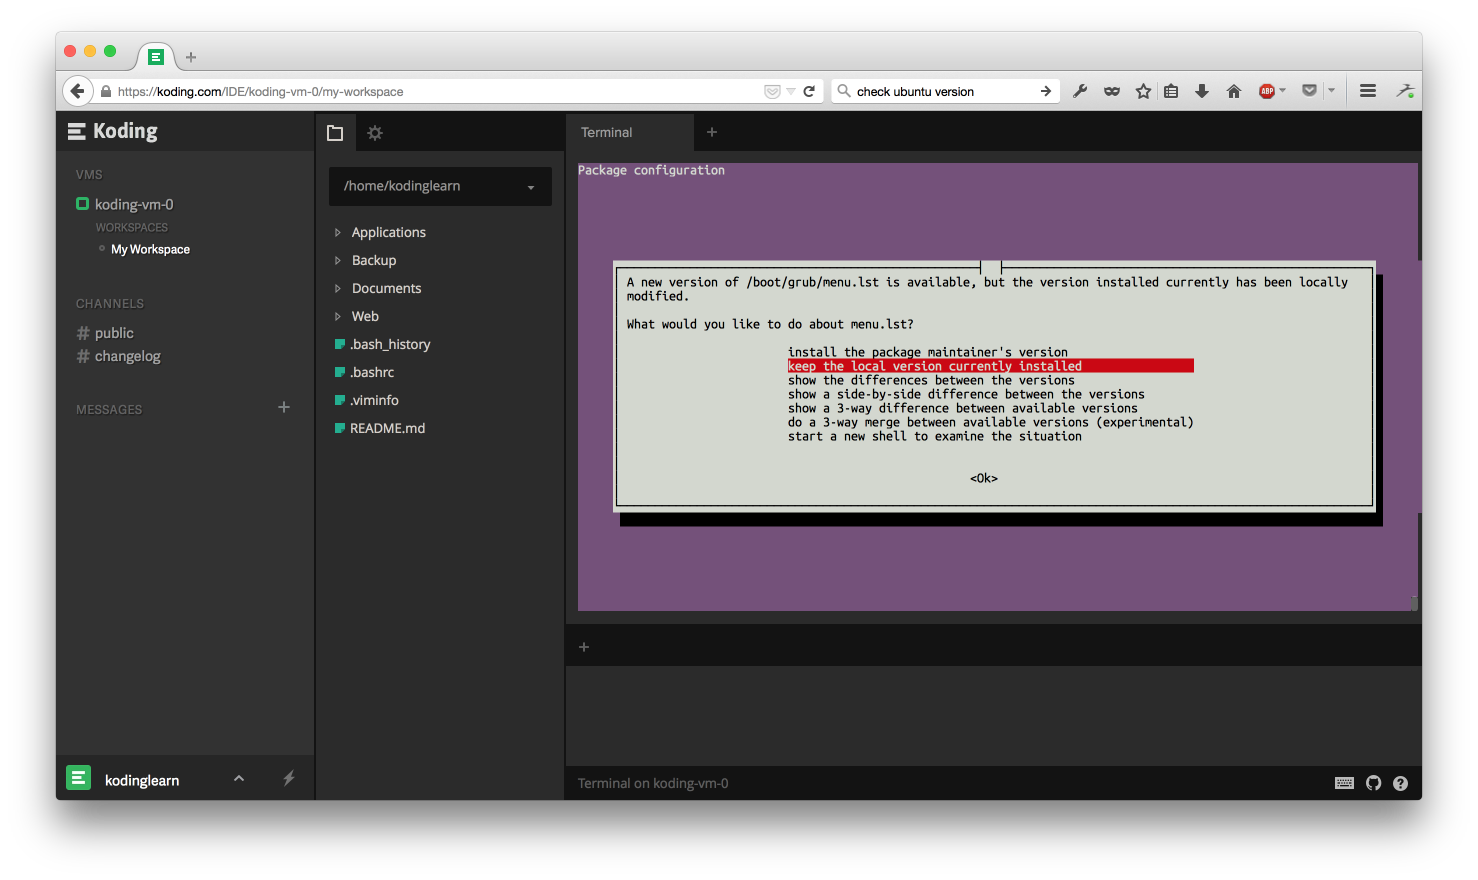 https://koding.com/IDE/koding-vm-0/my-workspace
check ubuntu version
ABP
Koding
VMS
koding-vm-0
WORKSPACES
My Workspace
CHANNELS
# public
# changelog
MESSAGES +
kodinglearn
/home/kodinglearn
Applications
Backup
Documents
Web
.bash_history
.bashrc
.viminfo
README.md
Terminal +
Package configuration
A new version of /boot/grub/menu.lst is available, but the version installed currently has been locally
modified.
What would you like to do about menu.lst?
install the package maintainer's version
keep the local version currently installed
show the differences between the versions
show a side-by-side difference between the versions
show a 3-way difference between available versions
do a 3-way merge between available versions (experimental)
start a new shell to examine the situation
<Ok>
+
Terminal on koding-vm-0
?